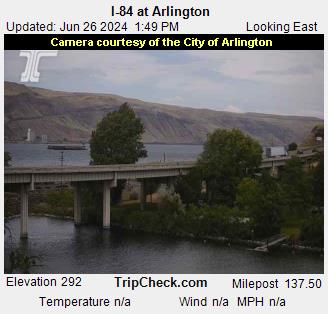 I-84 at Arlington
Updated: Jun 26 2024 1:49 PM Looking East
Camera courtesy of the City of Arlington
Elevation 292 TripCheck.com Milepost 137.50
Temperature n/a Wind n/a MPH n/a